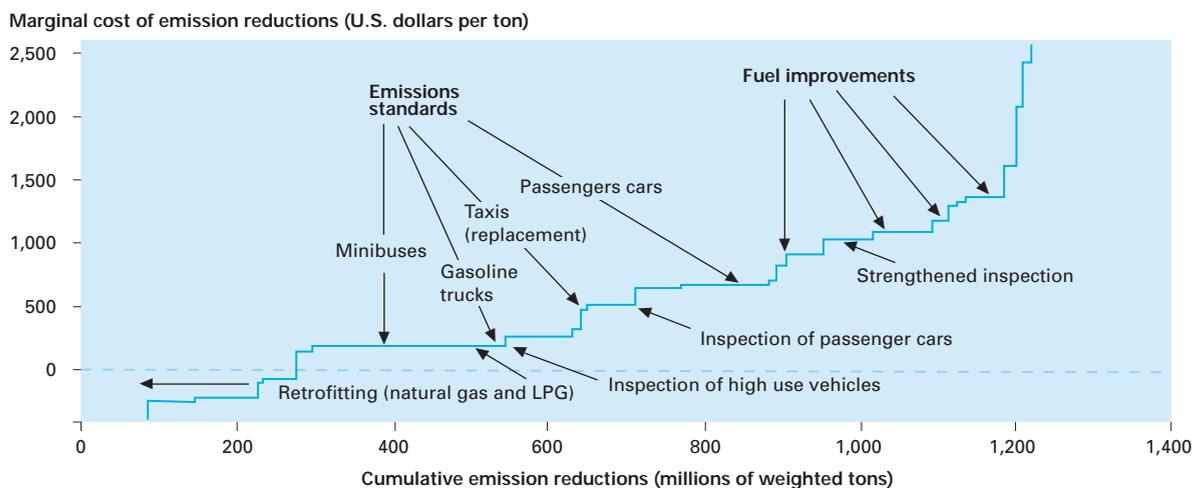 Marginal cost of emission reductions (U.S. dollars per ton)
2,500
2,000
1,500
1,000
500
0
Emissions
standards
Fuel improvements
Passengers cars
Taxis
(replacement)
Minibuses
Gasoline
trucks
Strengthened inspection
Inspection of passenger cars
Inspection of high use vehicles
Retrofitting (natural gas and LPG)
0 200 400 600 800 1,000 1,200 1,400
Cumulative emission reductions (millions of weighted tons)